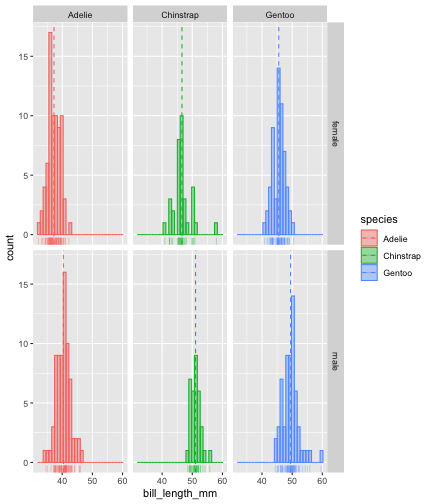 Adelie Chinstrap Gentoo
15
10
5
0
female
count
15
10
5
0
male
40 50 60 40 50 60 40 50 60
bill_length_mm
species
Adelie
Chinstrap
Gentoo